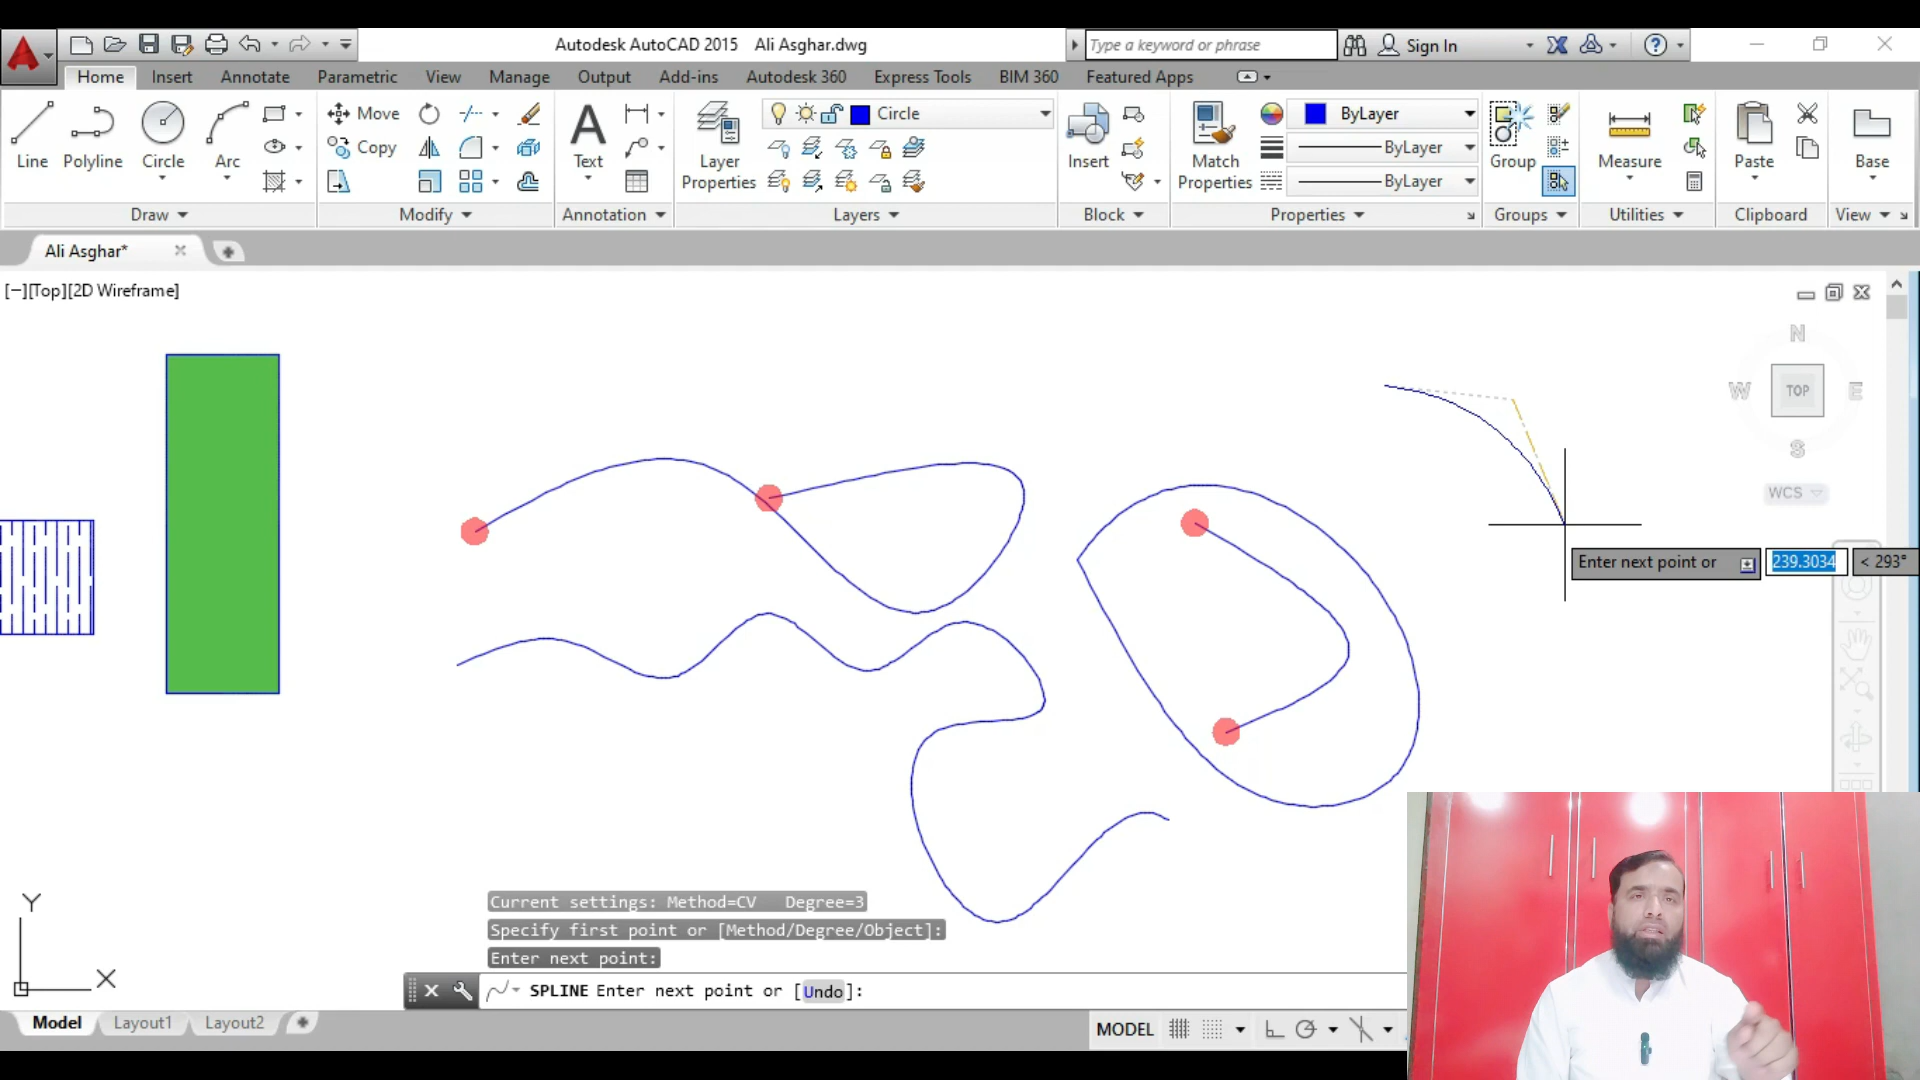 Autodesk AutoCAD 2015 Ali Asghar.dwg
Type a keyword or phrase
Sign In
Home Insert Annotate Parametric View Manage Output Add-ins Autodesk 360 Express Tools BIM 360 Featured Apps
Line Polyline Circle Arc
Move
Copy
Text
Layer Properties
Circle
Insert
Match Properties
ByLayer
ByLayer
ByLayer
Group
Measure
Paste
Base
Draw Modify Annotation Layers Block Properties Groups Utilities Clipboard View
Ali Asghar*
[−][Top][2D Wireframe]
N
W TOP E
S
WCS
Enter next point or 239.3034 < 293°
Current settings: Method=CV Degree=3
Specify first point or [Method/Degree/Object]:
Enter next point:
SPLINE Enter next point or [Undo]:
Y
X
Model Layout1 Layout2
MODEL